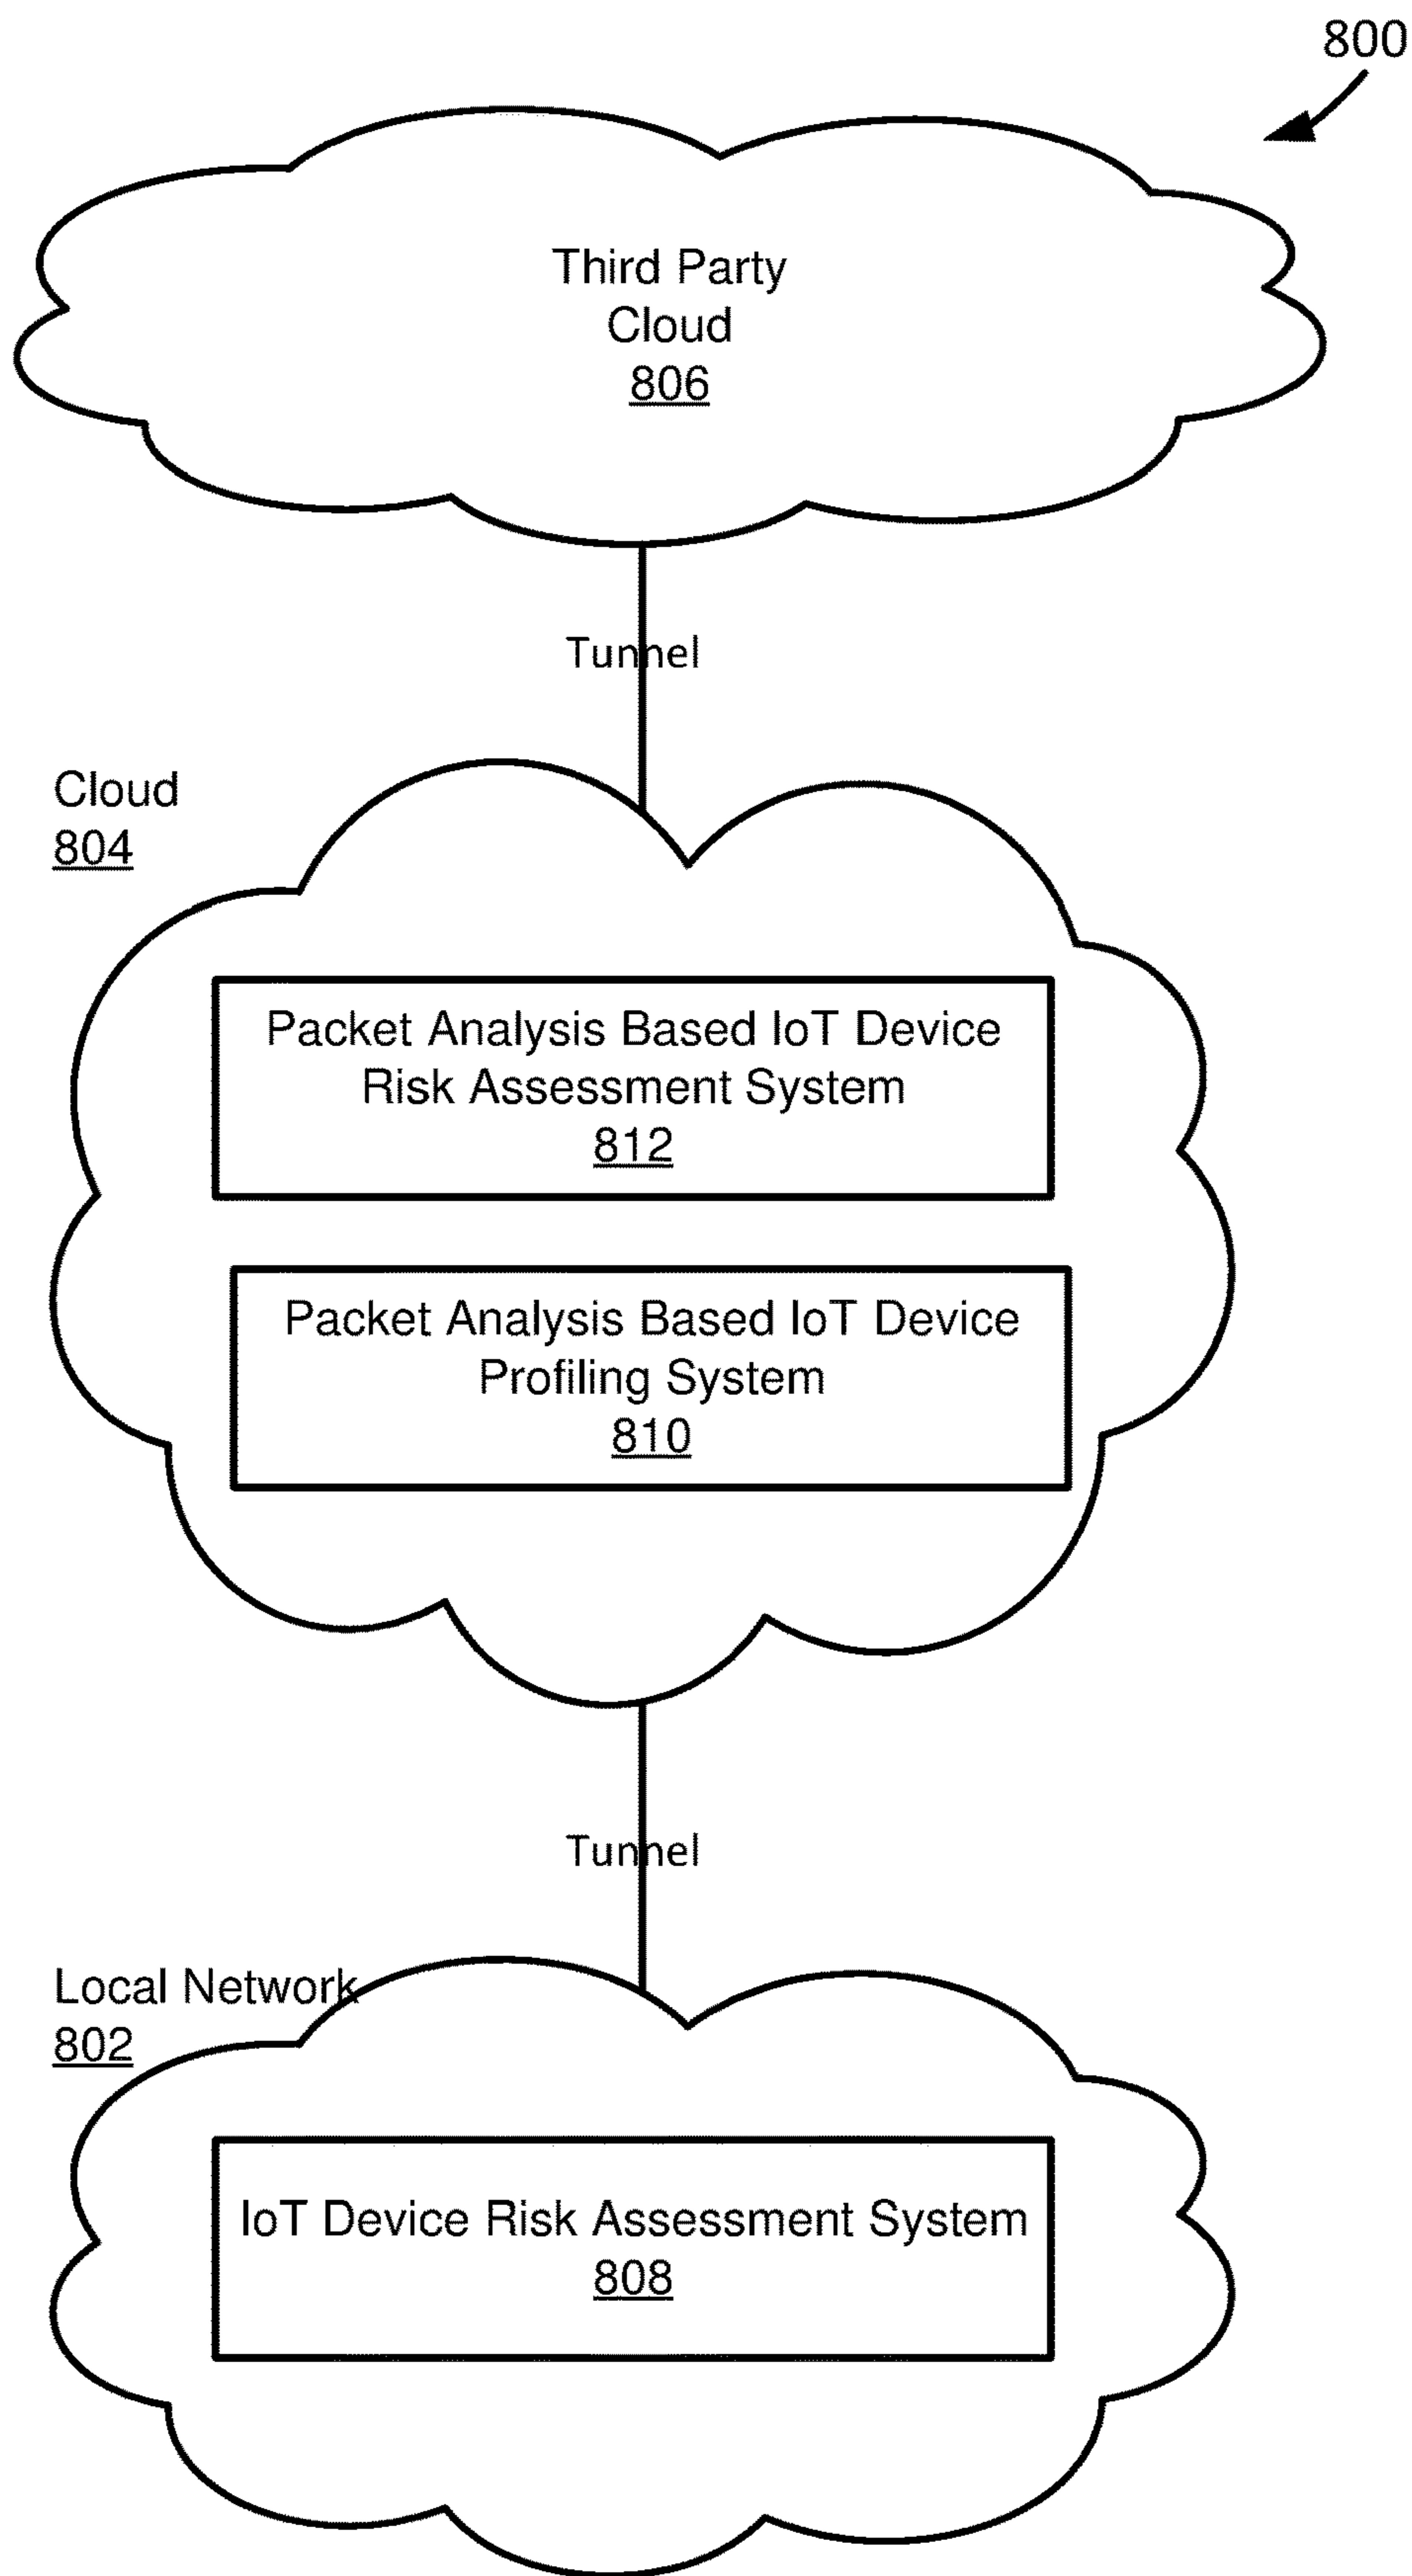 800
Third Party
Cloud
806
Tunnel
Cloud
804
Packet Analysis Based IoT Device
Risk Assessment System
812
Packet Analysis Based IoT Device
Profiling System
810
Tunnel
Local Network
802
IoT Device Risk Assessment System
808